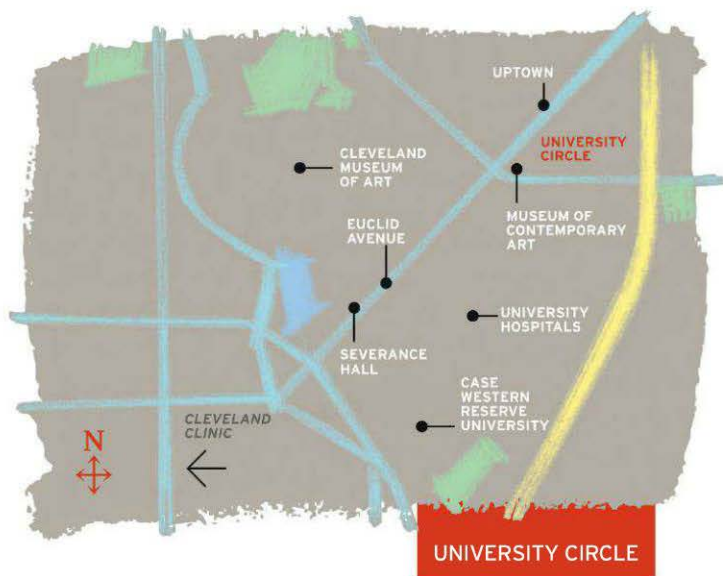 UPTOWN
UNIVERSITY
CIRCLE
CLEVELAND
MUSEUM
OF ART
MUSEUM OF
CONTEMPORARY
ART
EUCLID
AVENUE
UNIVERSITY
HOSPITALS
SEVERANCE
HALL
CASE
WESTERN
RESERVE
UNIVERSITY
CLEVELAND
CLINIC
N
UNIVERSITY CIRCLE